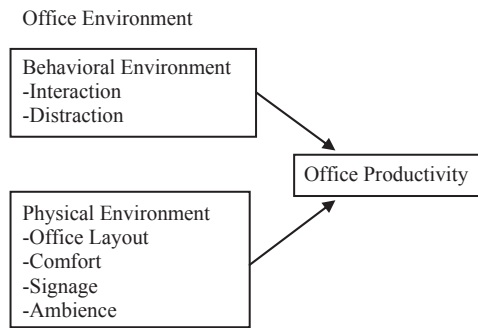 Office Environment
Behavioral Environment
-Interaction
-Distraction
Office Productivity
Physical Environment
-Office Layout
-Comfort
-Signage
-Ambience